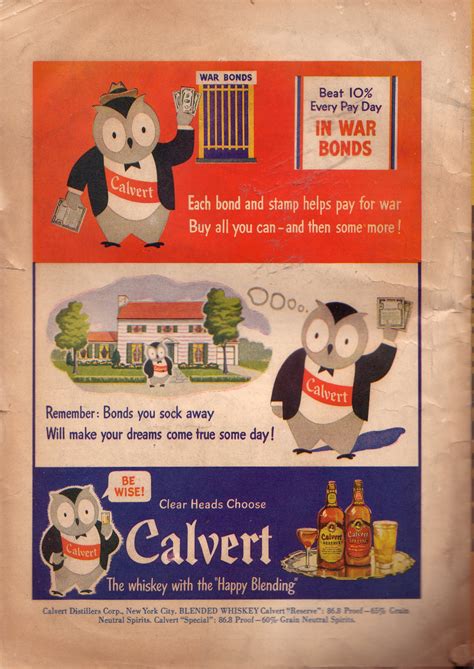 WAR BONDS
Beat 10%
Every Pay Day
IN WAR
BONDS
Calvert
Each bond and stamp helps pay for war
Buy all you can - and then some more!
Calvert
Remember: Bonds you sock away
Will make your dreams come true some day!
BE
WISE!
Calvert
Clear Heads Choose
Calvert
The whiskey with the "Happy Blending"
Calvert Distillers Corp., New York City. BLENDED WHISKEY Calvert "Reserve": 86.8 Proof—65% Grain
Neutral Spirits. Calvert "Special": 86.8 Proof—60% Grain Neutral Spirits.